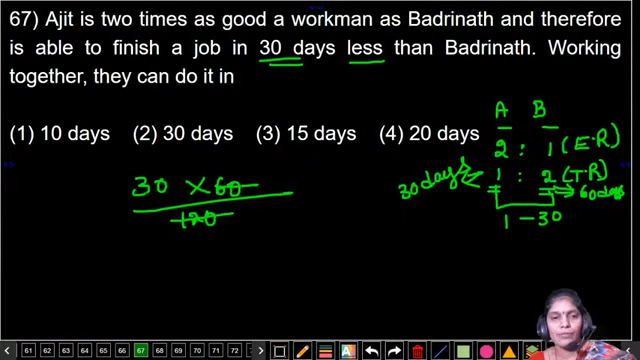 67) Ajit is two times as good a workman as Badrinath and therefore
is able to finish a job in 30 days less than Badrinath. Working
together, they can do it in
A B
(1) 10 days (2) 30 days (3) 15 days (4) 20 days
2 : 1 (E.R)
30 × 60
120
30 days 1 : 2 (T.R)
60 days
1 – 30
61 62 63 64 65 66 67 68 69 70 71 72 7